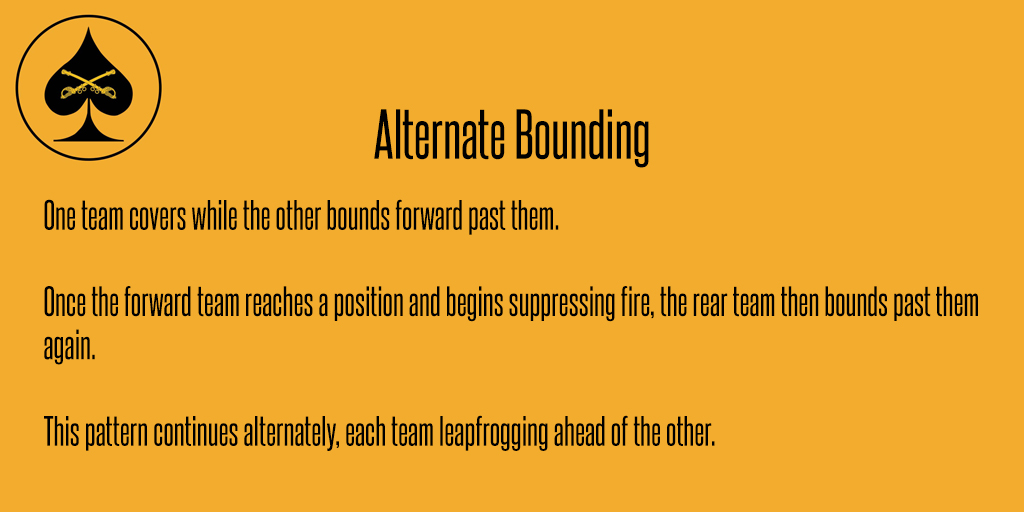 Alternate Bounding
One team covers while the other bounds forward past them.
Once the forward team reaches a position and begins suppressing fire, the rear team then bounds past them
again.
This pattern continues alternately, each team leapfrogging ahead of the other.